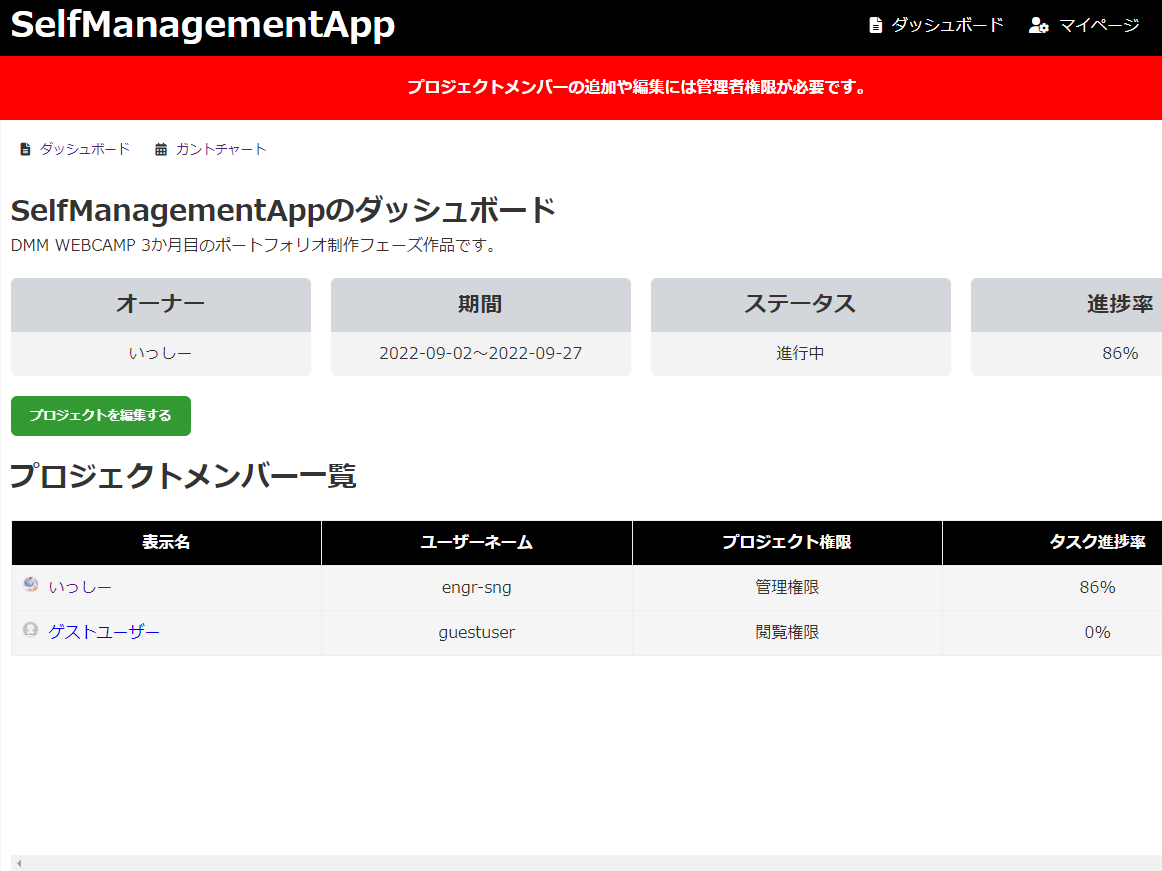 SelfManagementApp ダッシュボード マイページ
プロジェクトメンバーの追加や編集には管理者権限が必要です。
ダッシュボード ガントチャート
SelfManagementAppのダッシュボード
DMM WEBCAMP 3か月目のポートフォリオ制作フェーズ作品です。
オーナー 期間 ステータス 進捗率
いっしー 2022-09-02～2022-09-27 進行中 86%
プロジェクトを編集する
プロジェクトメンバー一覧
表示名 ユーザーネーム プロジェクト権限 タスク進捗率
いっしー engr-sng 管理権限 86%
ゲストユーザー guestuser 閲覧権限 0%